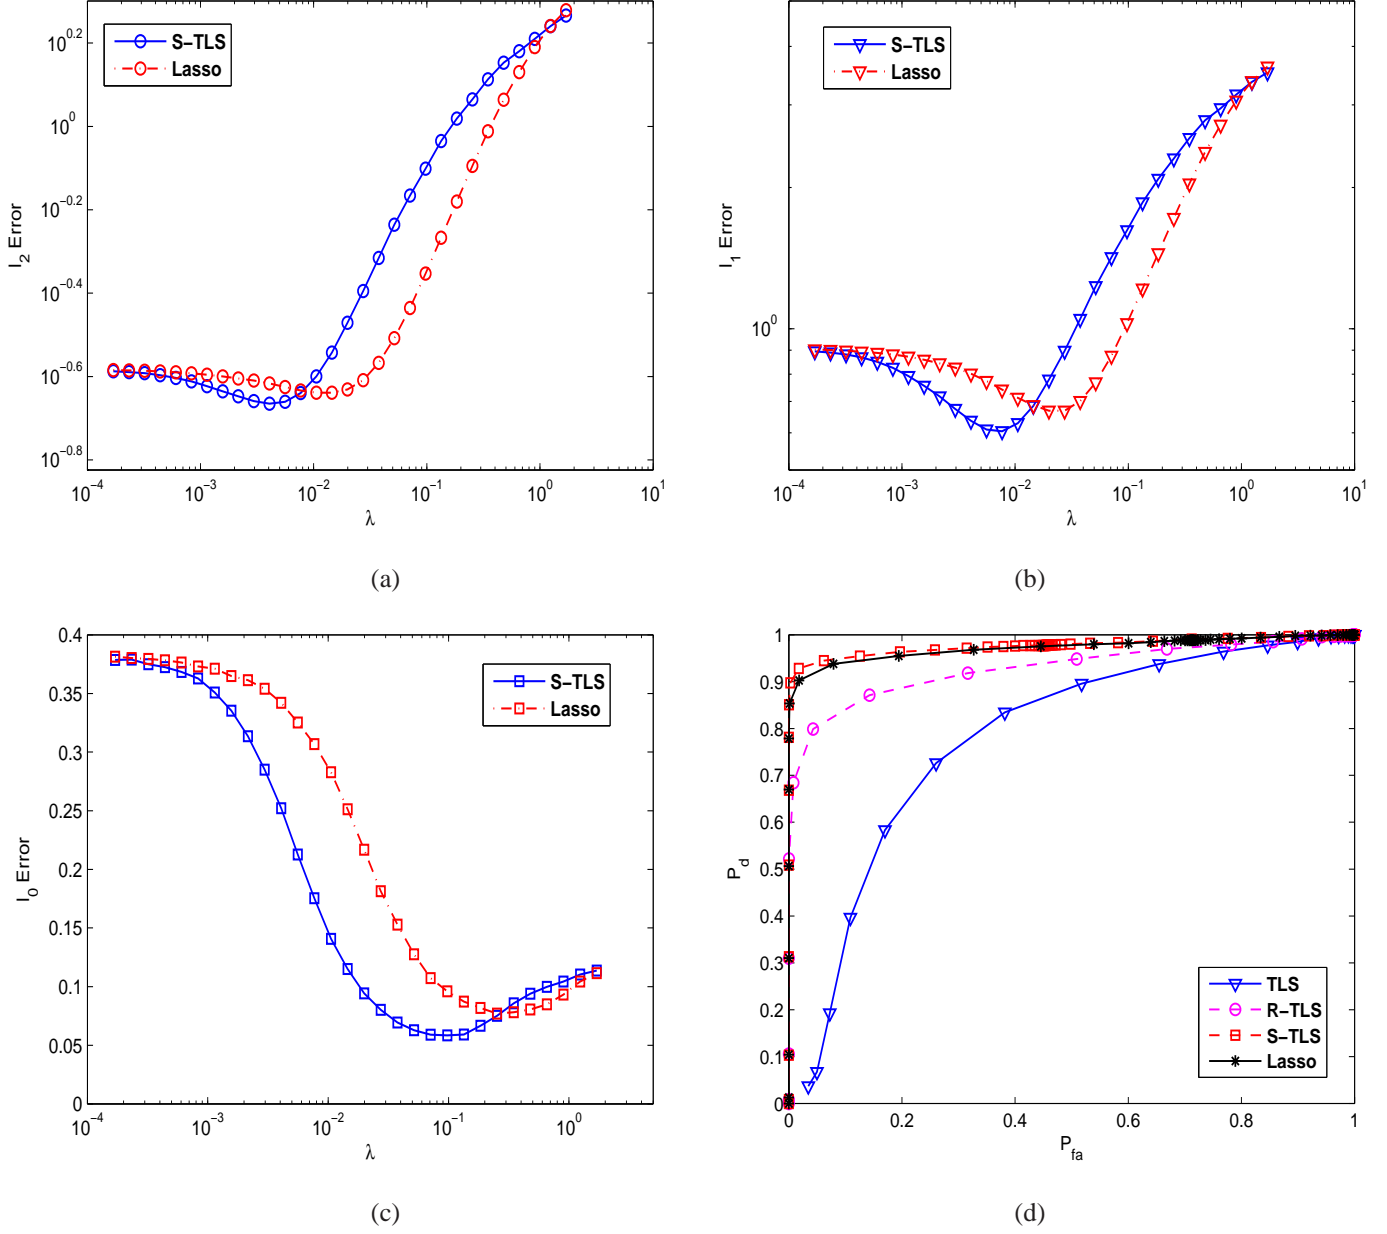 S-TLS
Lasso
10^0.2
10^0
10^-0.2
10^-0.4
10^-0.6
10^-0.8
l_2 Error
10^-4 10^-3 10^-2 10^-1 10^0 10^1
λ
(a)
S-TLS
Lasso
10^0
l_1 Error
10^-4 10^-3 10^-2 10^-1 10^0 10^1
λ
(b)
S-TLS
Lasso
0.4
0.35
0.3
0.25
0.2
0.15
0.1
0.05
0
l_0 Error
10^-4 10^-3 10^-2 10^-1 10^0
λ
(c)
1
0.9
0.8
0.7
0.6
0.5
0.4
0.3
0.2
0.1
0
P_d
TLS
R-TLS
S-TLS
Lasso
0 0.2 0.4 0.6 0.8 1
P_fa
(d)